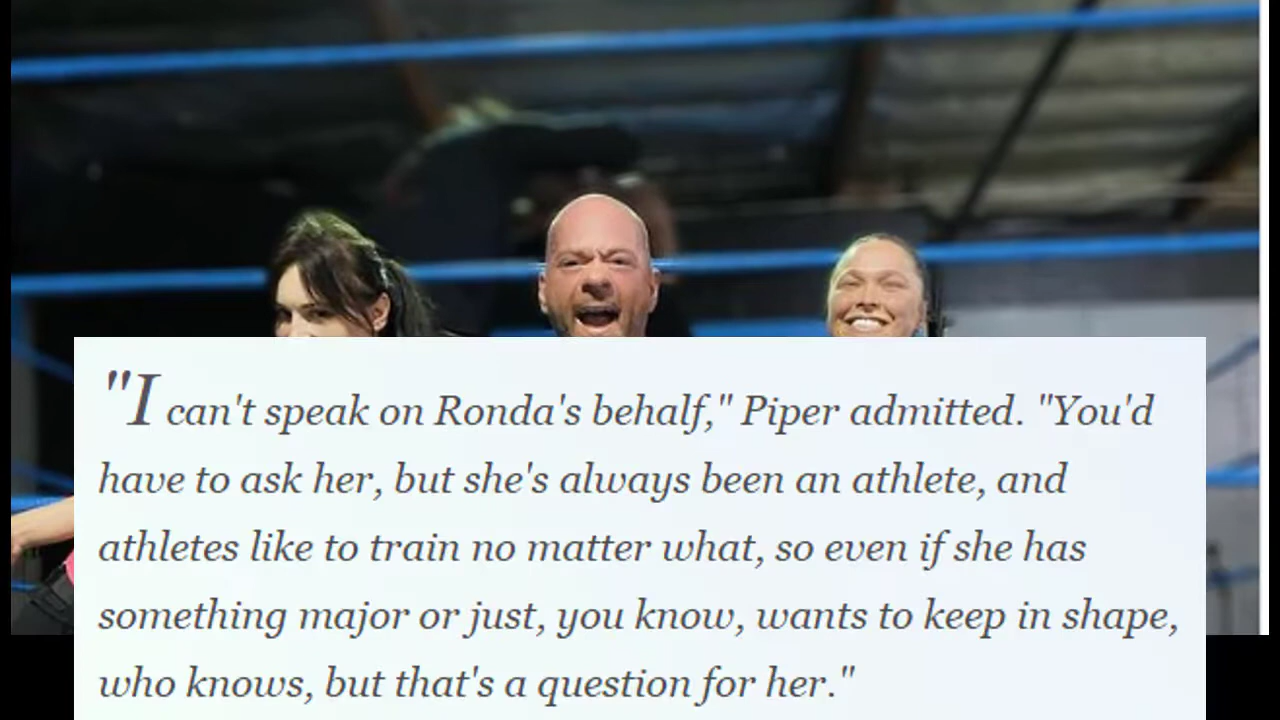 "I can't speak on Ronda's behalf," Piper admitted. "You'd
have to ask her, but she's always been an athlete, and
athletes like to train no matter what, so even if she has
something major or just, you know, wants to keep in shape,
who knows, but that's a question for her."